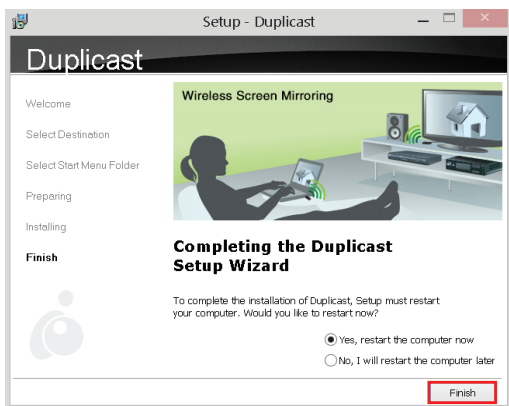 Setup - Duplicast
Duplicast
Welcome
Select Destination
Select Start Menu Folder
Preparing
Installing
Finish
Wireless Screen Mirroring
Completing the Duplicast
Setup Wizard
To complete the installation of Duplicast, Setup must restart
your computer. Would you like to restart now?
Yes, restart the computer now
No, I will restart the computer later
Finish